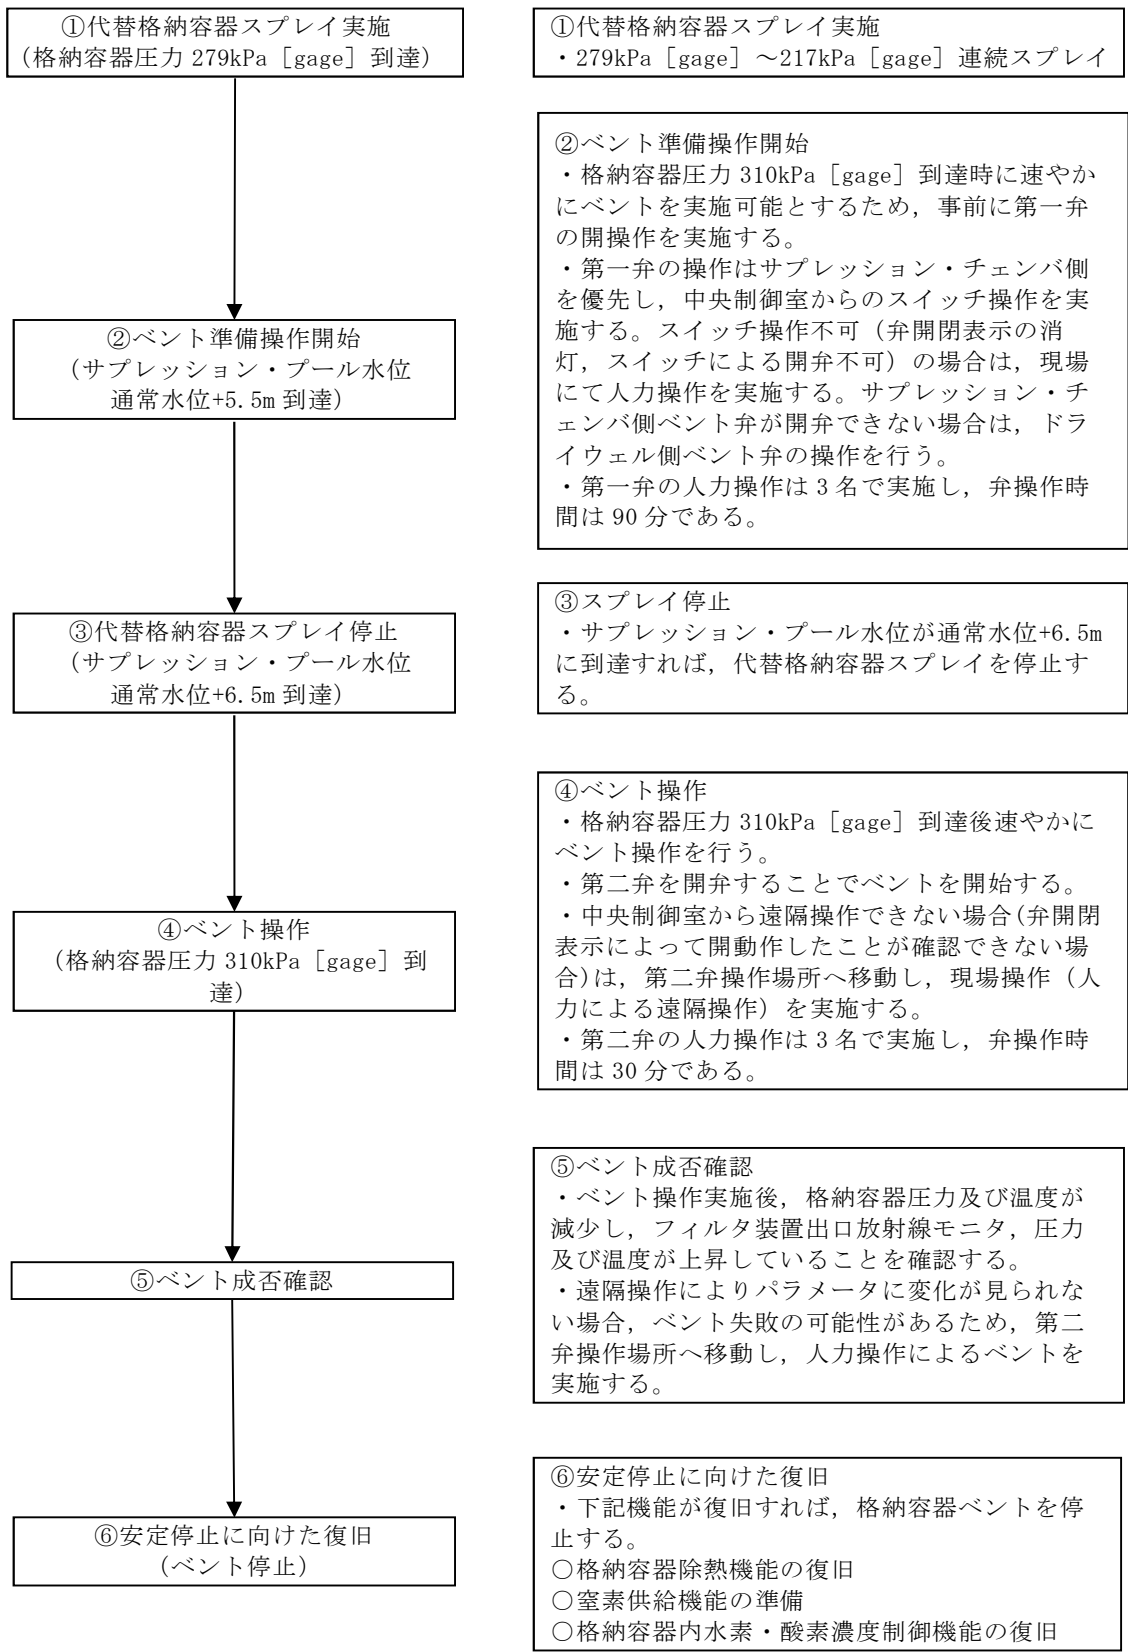 ①代替格納容器スプレイ実施
(格納容器圧力 279kPa［gage］到達)
②ベント準備操作開始
(サプレッション・プール水位
通常水位+5.5m 到達)
③代替格納容器スプレイ停止
(サプレッション・プール水位
通常水位+6.5m 到達)
④ベント操作
(格納容器圧力 310kPa［gage］到
達)
⑤ベント成否確認
⑥安定停止に向けた復旧
(ベント停止)
①代替格納容器スプレイ実施
・279kPa［gage］～217kPa［gage］連続スプレイ
②ベント準備操作開始
・格納容器圧力 310kPa［gage］到達時に速やか
にベントを実施可能とするため，事前に第一弁
の開操作を実施する。
・第一弁の操作はサプレッション・チェンバ側
を優先し，中央制御室からのスイッチ操作を実
施する。スイッチ操作不可（弁開閉表示の消
灯，スイッチによる開弁不可）の場合は，現場
にて人力操作を実施する。サプレッション・チ
ェンバ側ベント弁が開弁できない場合は，ドラ
イウェル側ベント弁の操作を行う。
・第一弁の人力操作は 3 名で実施し，弁操作時
間は 90 分である。
③スプレイ停止
・サプレッション・プール水位が通常水位+6.5m
に到達すれば，代替格納容器スプレイを停止す
る。
④ベント操作
・格納容器圧力 310kPa［gage］到達後速やかに
ベント操作を行う。
・第二弁を開弁することでベントを開始する。
・中央制御室から遠隔操作できない場合(弁開閉
表示によって開動作したことが確認できない場
合)は，第二弁操作場所へ移動し，現場操作（人
力による遠隔操作）を実施する。
・第二弁の人力操作は 3 名で実施し，弁操作時
間は 30 分である。
⑤ベント成否確認
・ベント操作実施後，格納容器圧力及び温度が
減少し，フィルタ装置出口放射線モニタ，圧力
及び温度が上昇していることを確認する。
・遠隔操作によりパラメータに変化が見られな
い場合，ベント失敗の可能性があるため，第二
弁操作場所へ移動し，人力操作によるベントを
実施する。
⑥安定停止に向けた復旧
・下記機能が復旧すれば，格納容器ベントを停
止する。
○格納容器除熱機能の復旧
○窒素供給機能の準備
○格納容器内水素・酸素濃度制御機能の復旧